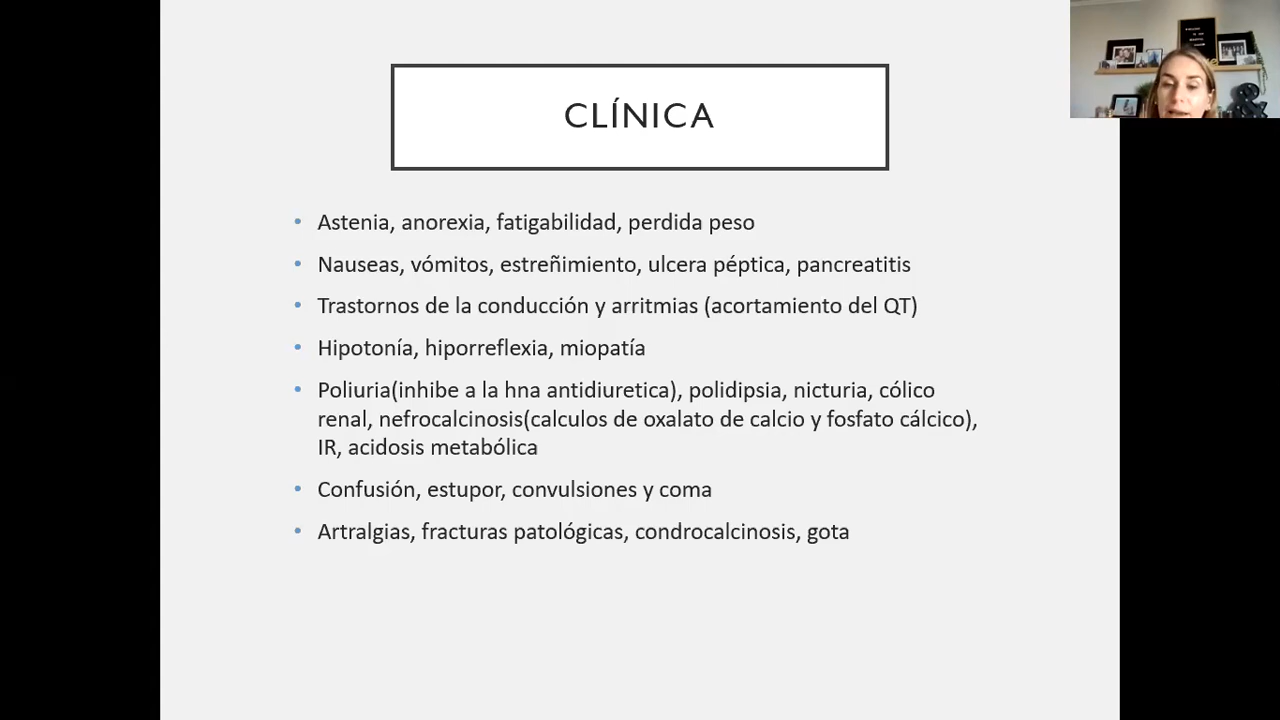 CLÍNICA
• Astenia, anorexia, fatigabilidad, perdida peso
• Nauseas, vómitos, estreñimiento, ulcera péptica, pancreatitis
• Trastornos de la conducción y arritmias (acortamiento del QT)
• Hipotonía, hiporreflexia, miopatía
• Poliuria(inhibe a la hna antidiuretica), polidipsia, nicturia, cólico
renal, nefrocalcinosis(calculos de oxalato de calcio y fosfato cálcico),
IR, acidosis metabólica
• Confusión, estupor, convulsiones y coma
• Artralgias, fracturas patológicas, condrocalcinosis, gota
&